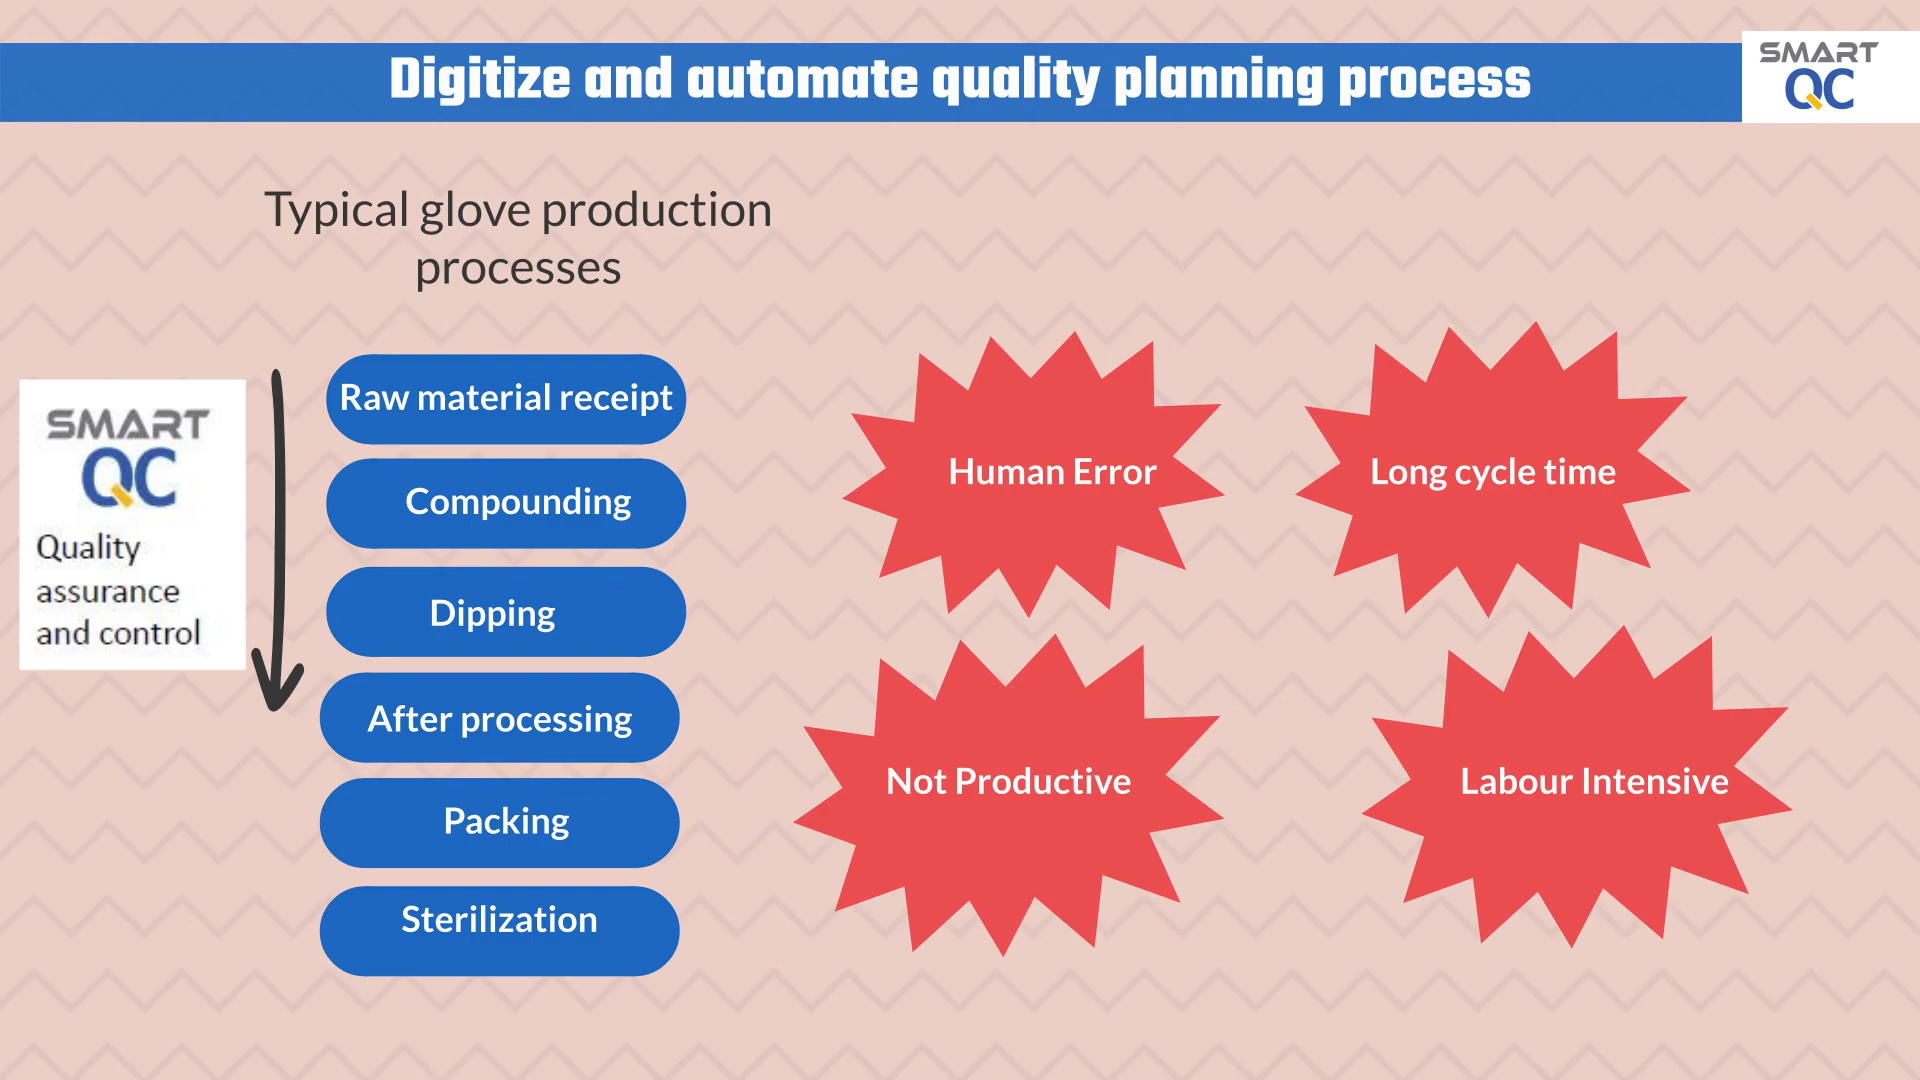 Digitize and automate quality planning process
SMART
QC
Typical glove production
processes
SMART
QC
Quality
assurance
and control
Raw material receipt
Compounding
Dipping
After processing
Packing
Sterilization
Human Error
Long cycle time
Not Productive
Labour Intensive